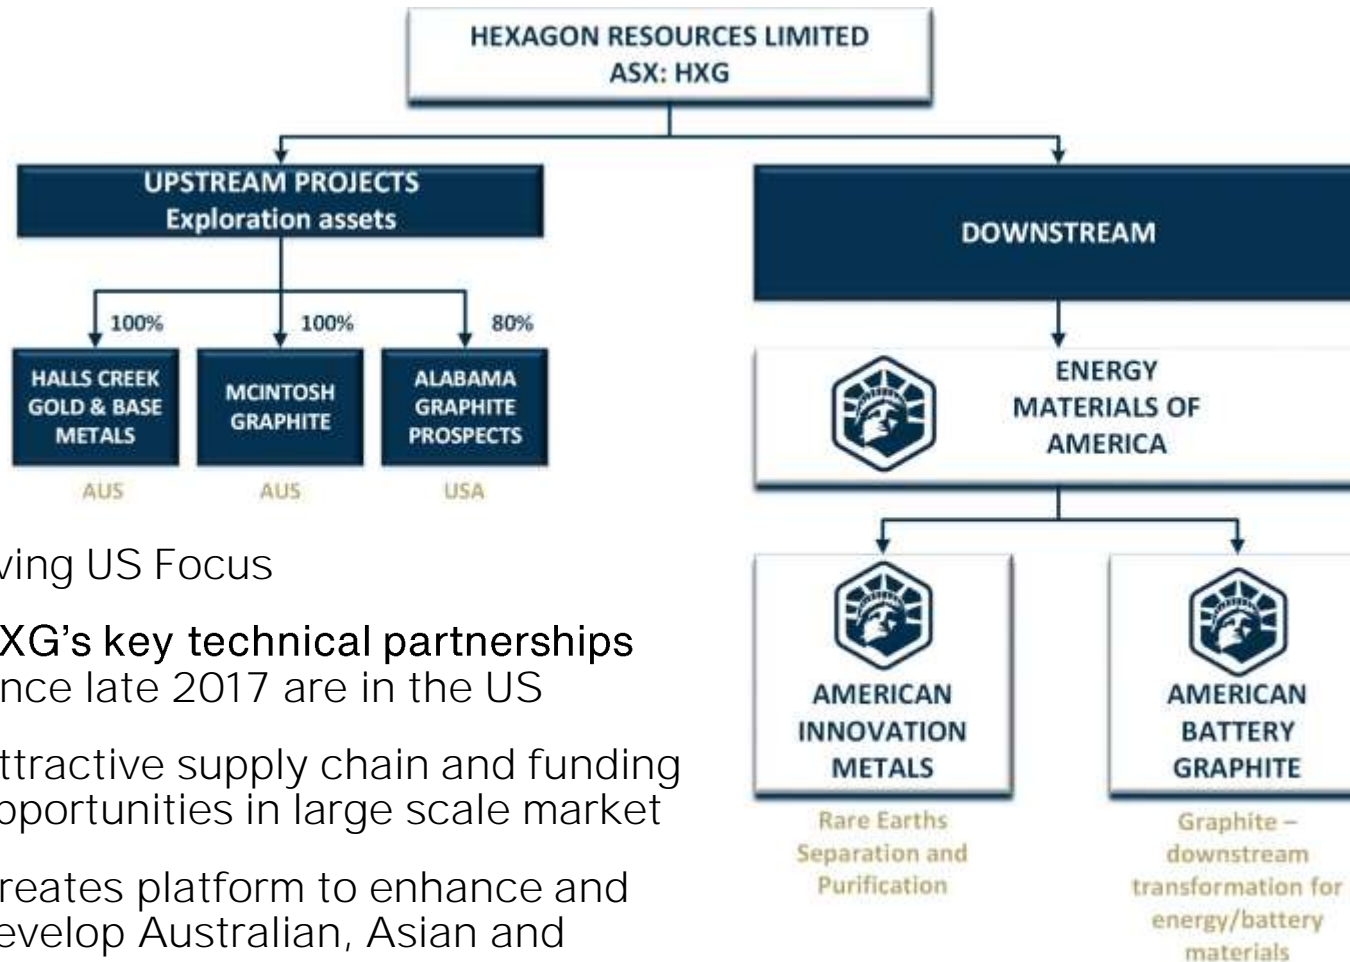 HEXAGON RESOURCES LIMITED
ASX: HXG
UPSTREAM PROJECTS
Exploration assets
100%
100%
80%
HALLS CREEK
GOLD & BASE
METALS
MCINTOSH
GRAPHITE
ALABAMA
GRAPHITE
PROSPECTS
AUS
AUS
USA
DOWNSTREAM
ENERGY
MATERIALS OF
AMERICA
AMERICAN
INNOVATION
METALS
Rare Earths
Separation and
Purification
AMERICAN
BATTERY
GRAPHITE
Graphite –
downstream
transformation for
energy/battery
materials
ving US Focus
XG's key technical partnerships
nce late 2017 are in the US
ttractive supply chain and funding
pportunities in large scale market
reates platform to enhance and
evelop Australian, Asian and